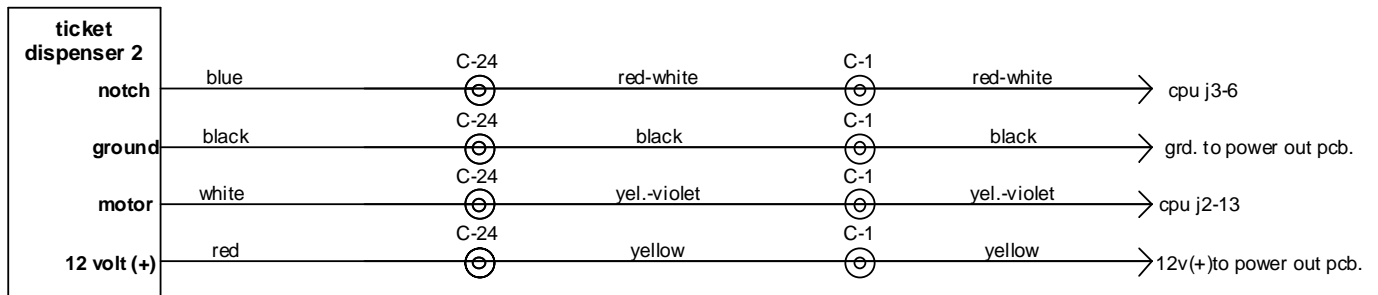 ticket
dispenser 2
C-24
C-1
notch
blue
red-white
red-white
cpu j3-6
C-24
C-1
ground
black
black
black
grd. to power out pcb.
C-24
C-1
motor
white
yel.-violet
yel.-violet
cpu j2-13
C-24
C-1
12 volt (+)
red
yellow
yellow
12v(+)to power out pcb.